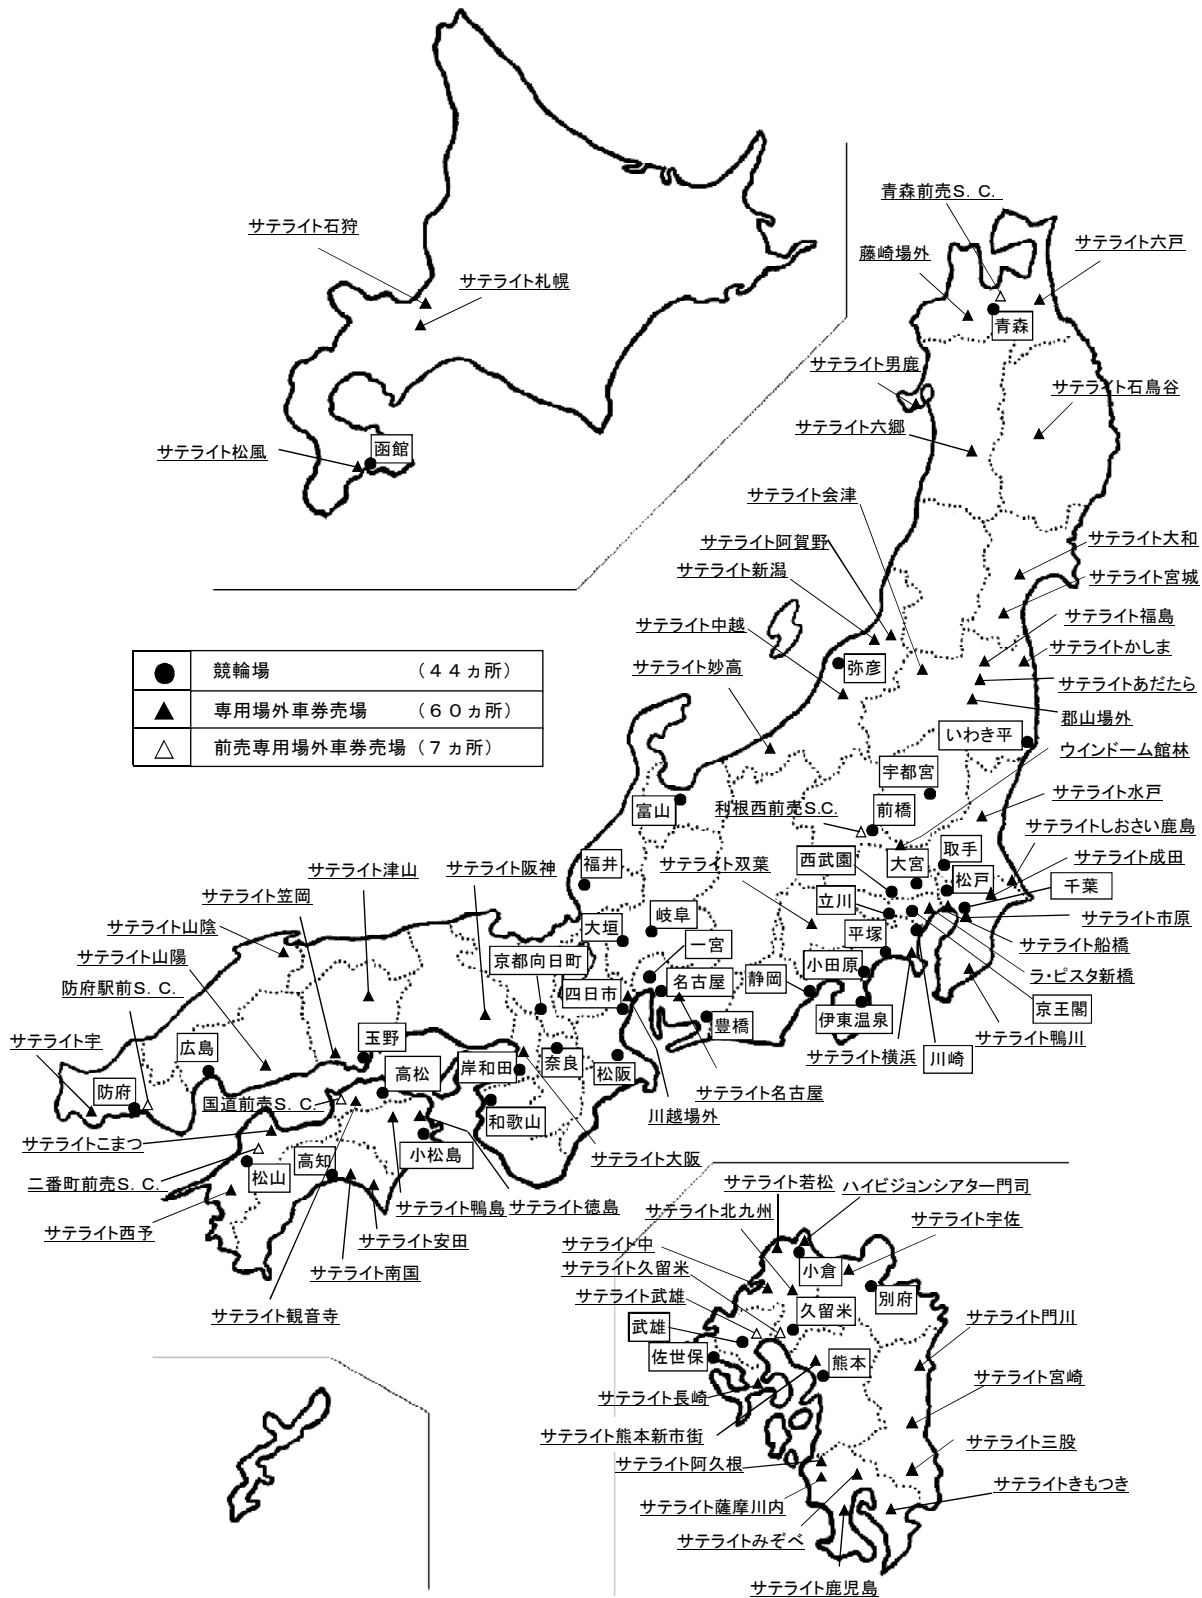 青森前売Ｓ．Ｃ．
サテライト六戸
藤崎場外
サテライト石狩
サテライト札幌
青森
サテライト男鹿
サテライト石鳥谷
サテライト六郷
サテライト松風
函館
サテライト会津
サテライト阿賀野
サテライト大和
サテライト新潟
サテライト宮城
サテライト中越
サテライト福島
サテライト妙高
弥彦
サテライトかしま
サテライトあだたら
郡山場外
● 競輪場 （４４ヵ所）
▲ 専用場外車券売場 （６０ヵ所）
△ 前売専用場外車券売場（７ヵ所）
いわき平
ウインドーム館林
宇都宮
富山
利根西前売S.C.
前橋
サテライト水戸
サテライトしおさい鹿島
福井
サテライト双葉
西武園
大宮
取手
サテライト成田
サテライト津山
サテライト阪神
松戸
千葉
サテライト笠岡
立川
サテライト市原
サテライト山陰
大垣
岐阜
一宮
平塚
サテライト船橋
サテライト山陽
京都向日町
小田原
ラ・ピスタ新橋
防府駅前Ｓ．Ｃ．
四日市
名古屋
静岡
京王閣
伊東温泉
豊橋
サテライト鴨川
サテライト宇
広島
玉野
岸和田
奈良
松阪
サテライト横浜
川崎
防府
高松
サテライト名古屋
国道前売Ｓ．Ｃ．
和歌山
川越場外
サテライトこまつ
高知
小松島
サテライト大阪
二番町前売Ｓ．Ｃ．
松山
サテライト若松
ハイビジョンシアター門司
サテライト鴨島
サテライト徳島
サテライト北九州
サテライト宇佐
サテライト西予
サテライト安田
サテライト中
サテライト南国
サテライト久留米
小倉
サテライト観音寺
サテライト武雄
久留米
別府
サテライト門川
武雄
佐世保
熊本
サテライト宮崎
サテライト長崎
サテライト熊本新市街
サテライト三股
サテライト阿久根
サテライトきもつき
サテライト薩摩川内
サテライトみぞべ
サテライト鹿児島